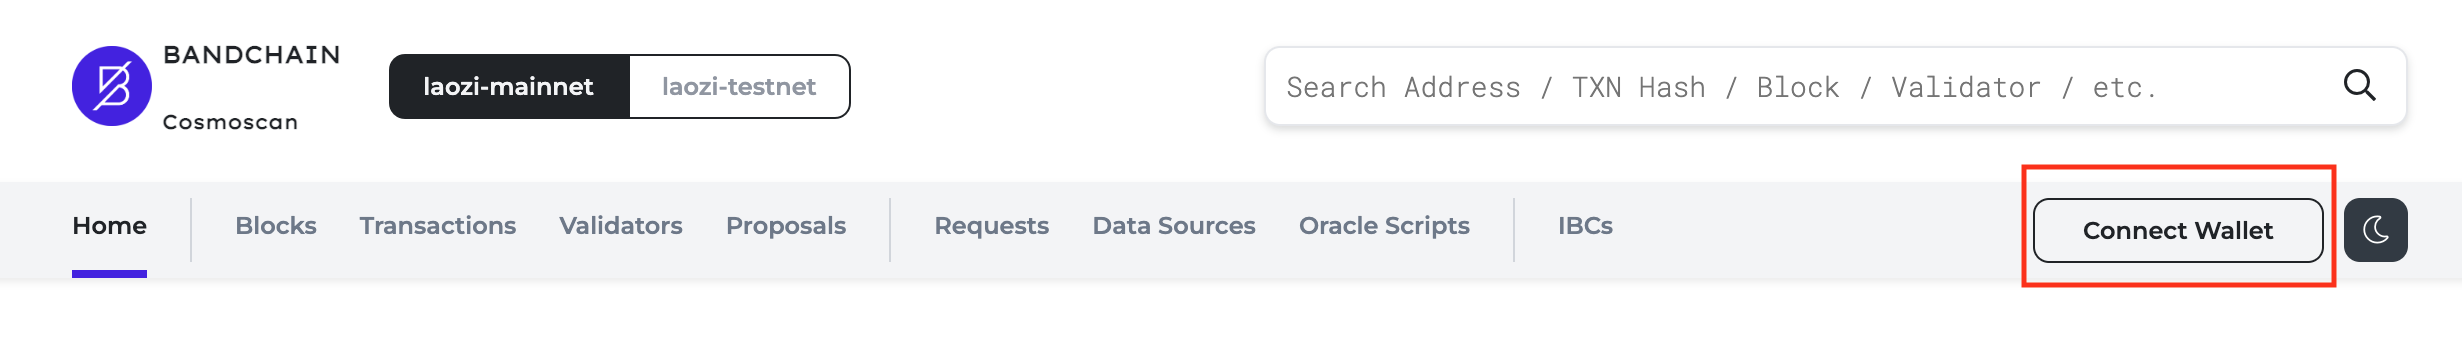 BANDCHAIN
Cosmoscan
laozi-mainnet laozi-testnet
Search Address / TXN Hash / Block / Validator / etc.
Home Blocks Transactions Validators Proposals Requests Data Sources Oracle Scripts IBCs Connect Wallet